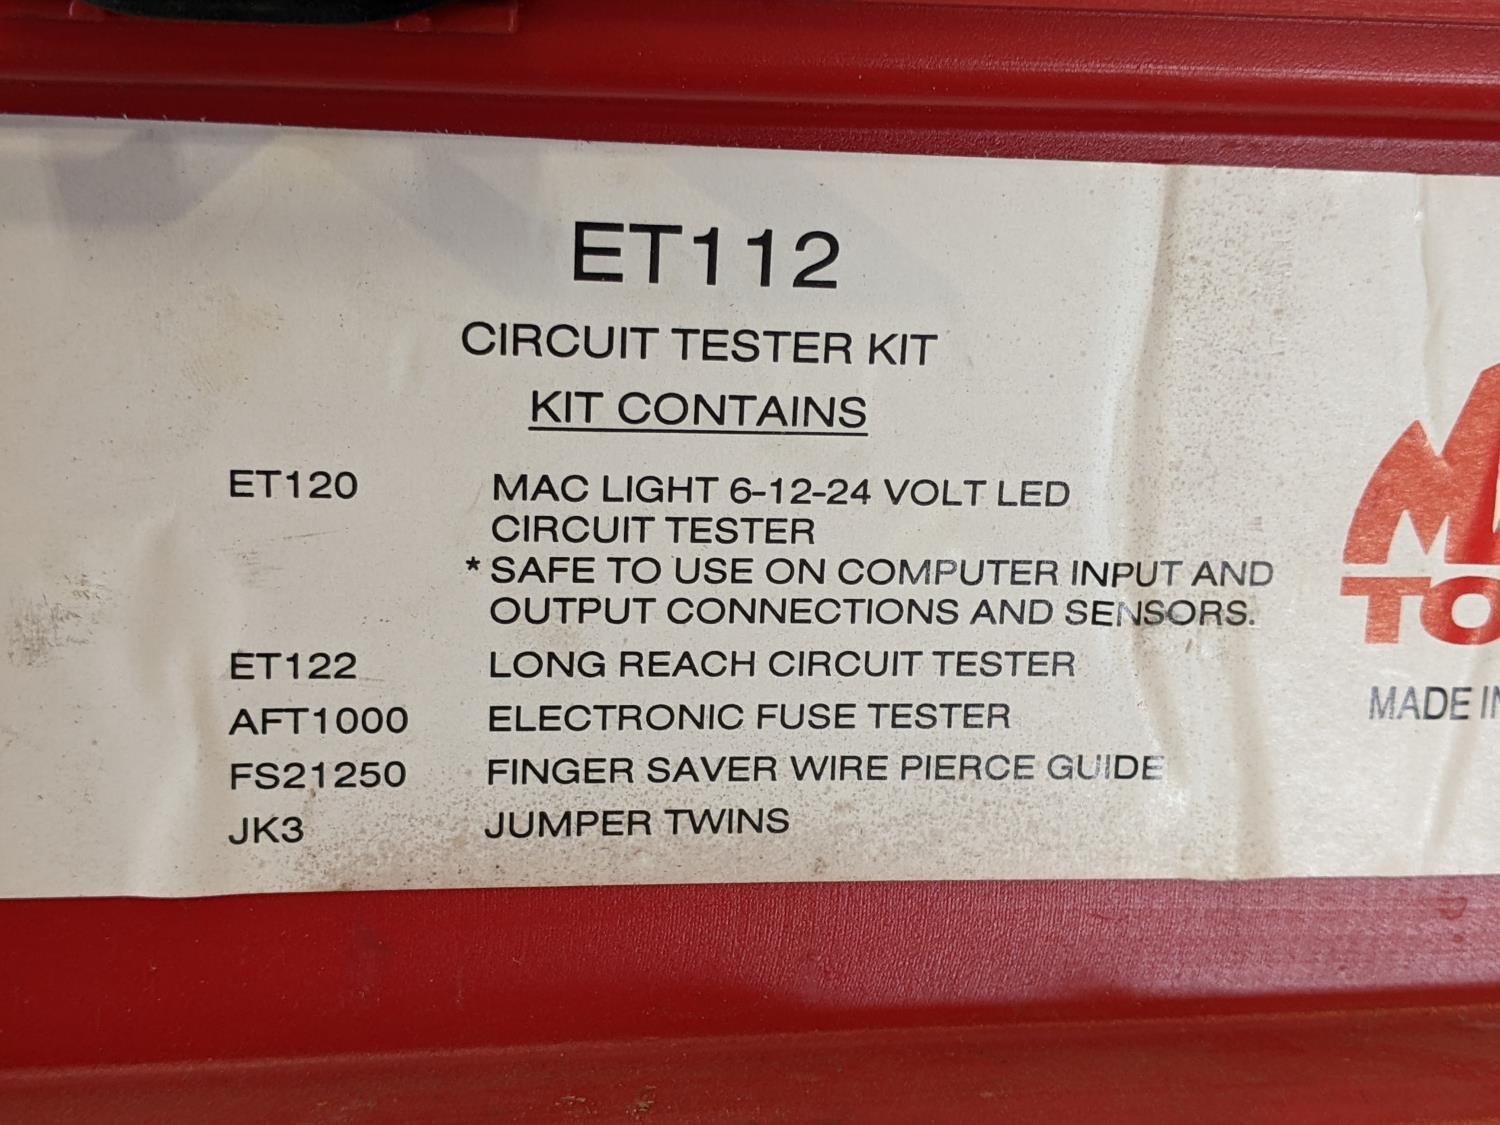 ET112
CIRCUIT TESTER KIT
KIT CONTAINS
ET120 MAC LIGHT 6-12-24 VOLT LED
CIRCUIT TESTER
* SAFE TO USE ON COMPUTER INPUT AND
OUTPUT CONNECTIONS AND SENSORS.
ET122 LONG REACH CIRCUIT TESTER
AFT1000 ELECTRONIC FUSE TESTER
FS21250 FINGER SAVER WIRE PIERCE GUIDE
JK3 JUMPER TWINS
MADE